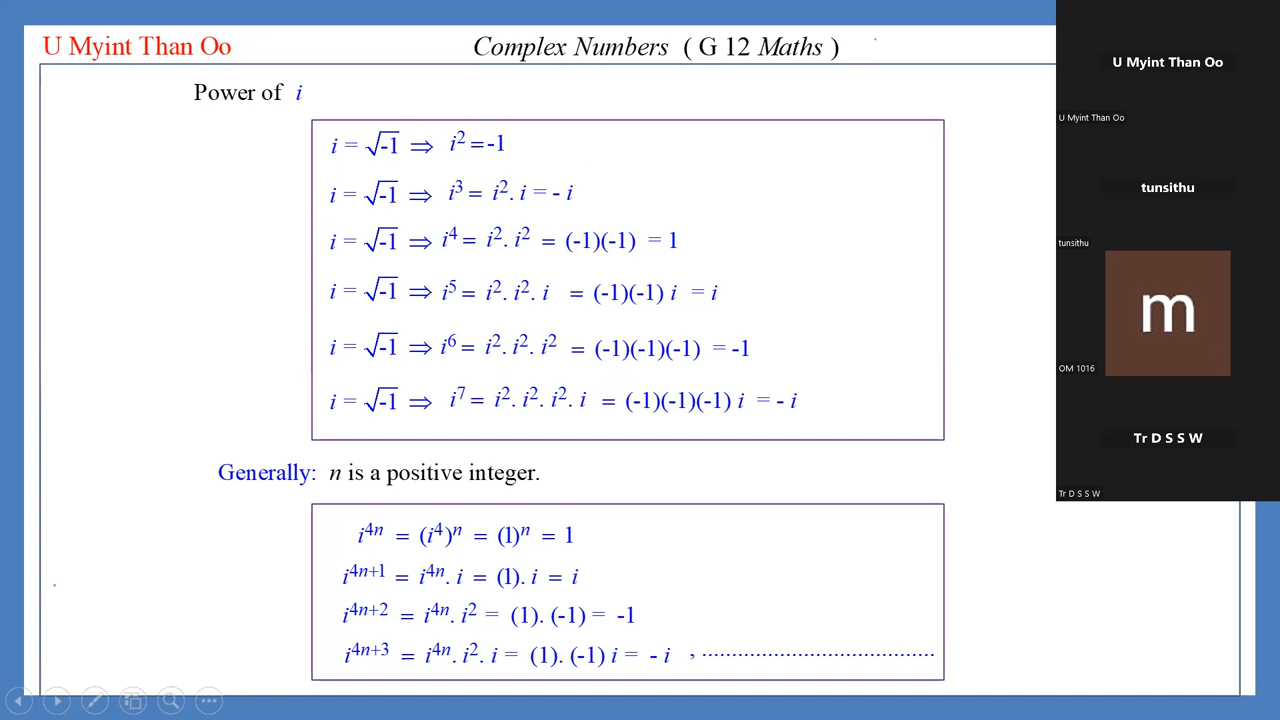 U Myint Than Oo
Complex Numbers ( G 12 Maths )
Power of i
i = √-1 ⇒ i² = -1
i = √-1 ⇒ i³ = i². i = - i
i = √-1 ⇒ i⁴ = i². i² = (-1)(-1) = 1
i = √-1 ⇒ i⁵ = i². i². i = (-1)(-1) i = i
i = √-1 ⇒ i⁶ = i². i². i² = (-1)(-1)(-1) = -1
i = √-1 ⇒ i⁷ = i². i². i². i = (-1)(-1)(-1) i = - i
Generally: n is a positive integer.
i⁴ⁿ = (i⁴)ⁿ = (1)ⁿ = 1
i⁴ⁿ⁺¹ = i⁴ⁿ. i = (1). i = i
i⁴ⁿ⁺² = i⁴ⁿ. i² = (1). (-1) = -1
i⁴ⁿ⁺³ = i⁴ⁿ. i². i = (1). (-1) i = - i , .......................................
U Myint Than Oo
U Myint Than Oo
tunsithu
tunsithu
m
OM 1016
Tr D S S W
Tr D S S W